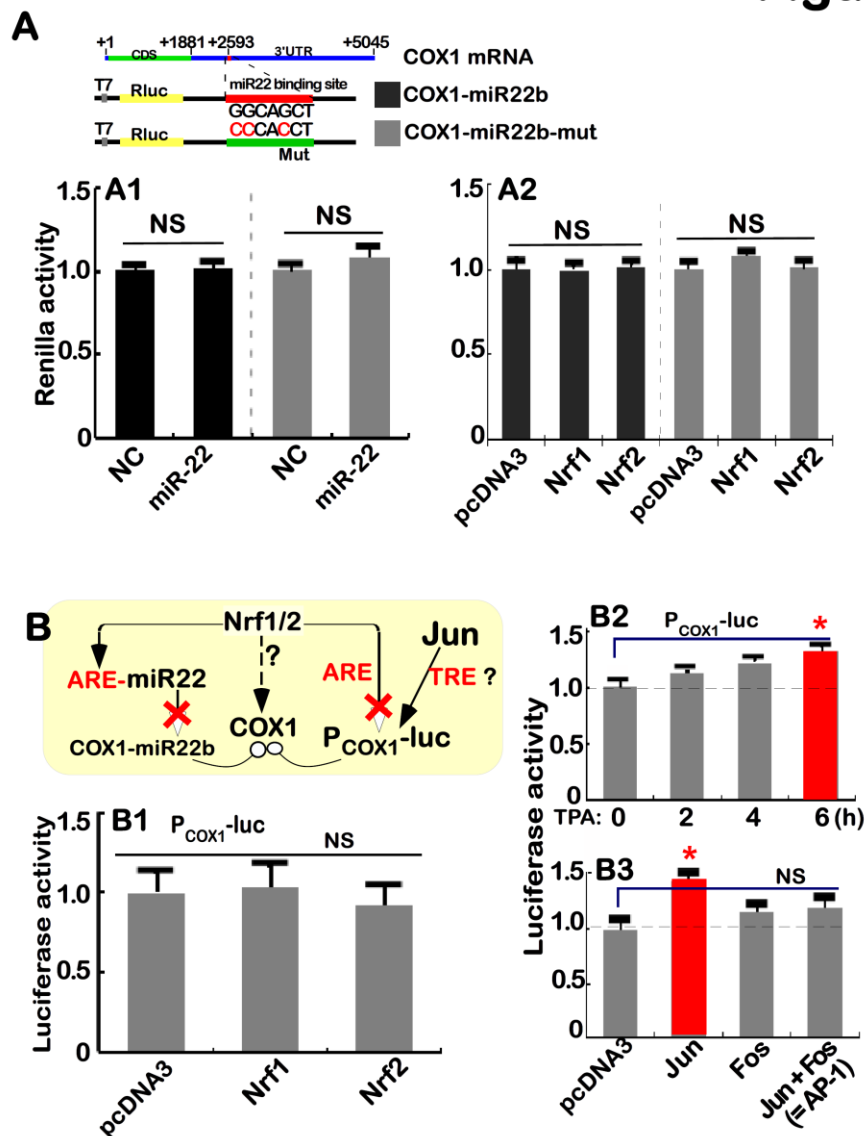 A
+1
+1881
+2593
+5045
CDS
3'UTR
COX1 mRNA
T7
Rluc
miR22 binding site
COX1-miR22b
GGCAGCT
CCCACCT
T7
Rluc
COX1-miR22b-mut
Mut
A1
Renilla activity
1.5
1.0
0.5
0
NS
NS
NC
miR-22
NC
miR-22
A2
1.5
1.0
0.5
0
NS
NS
pcDNA3
Nrf1
Nrf2
pcDNA3
Nrf1
Nrf2
B
Nrf1/2
?
Jun
ARE-miR22
ARE
TRE ?
COX1
COX1-miR22b
PCOX1-luc
B1
Luciferase activity
1.5
1.0
0.5
0
PCOX1-luc
NS
pcDNA3
Nrf1
Nrf2
B2
Luciferase activity
1.5
1.0
0.5
0
PCOX1-luc
*
TPA: 0 2 4 6 (h)
B3
1.5
1.0
0.5
0
*
NS
pcDNA3
Jun
Fos
Jun+Fos
(=AP-1)